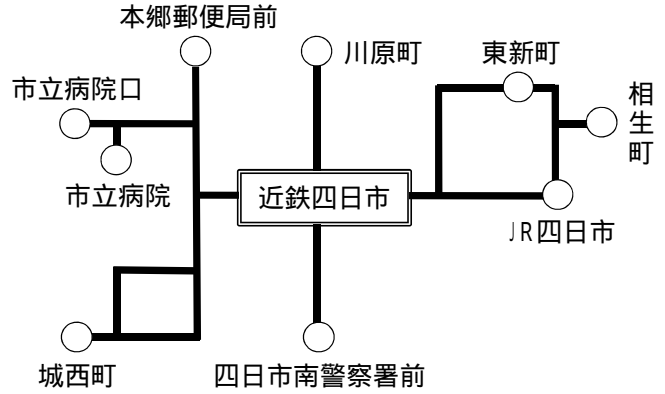 本郷郵便局前
川原町
東新町
市立病院口
相生町
市立病院
近鉄四日市
JR四日市
城西町
四日市南警察署前